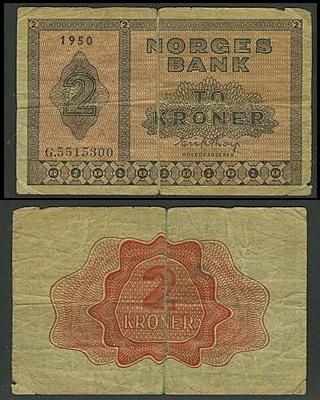 2 2
1950
2
G.5515300
NORGES
BANK
TO
KRONER
HOVEDKASSERER
2
KRONER